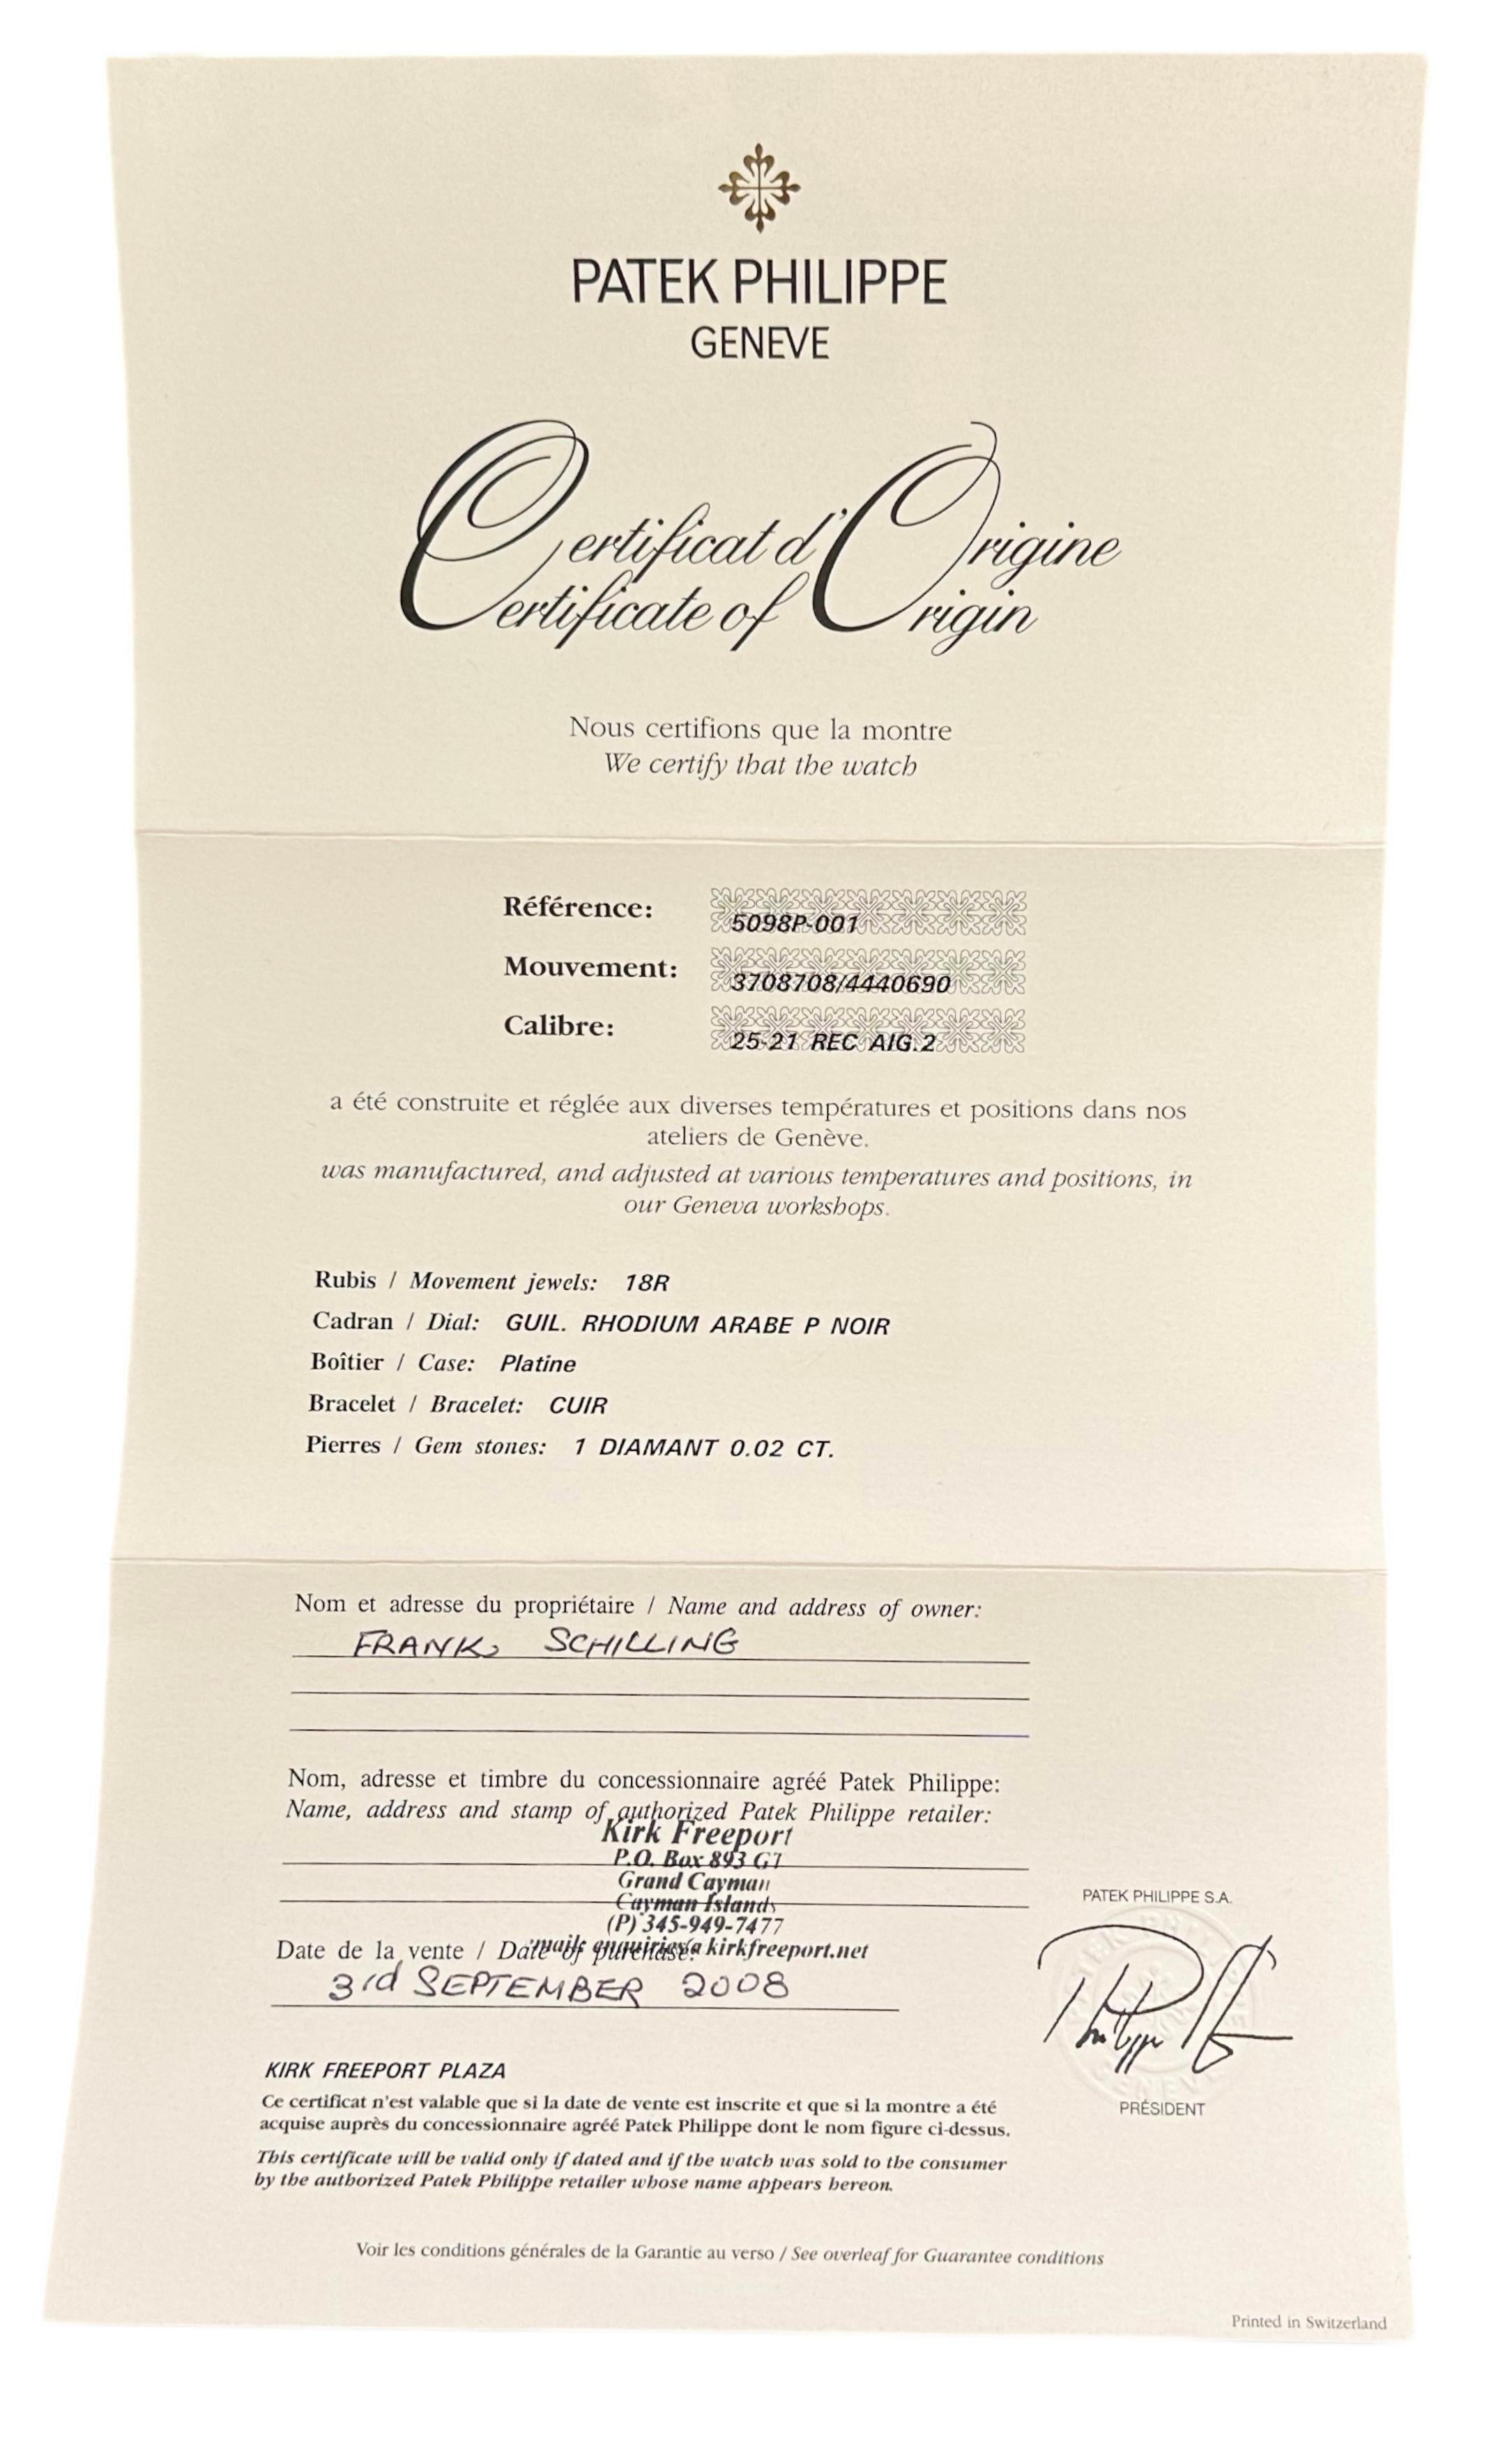 PATEK PHILIPPE
GENEVE
Certificat d'Origine
Certificate of Origin
Nous certifions que la montre
We certify that the watch
Référence: 5098P-001
Mouvement: 3708708/4440690
Calibre: 25-21 REC AIG.2
a été construite et réglée aux diverses températures et positions dans nos
ateliers de Genève.
was manufactured, and adjusted at various temperatures and positions, in
our Geneva workshops.
Rubis / Movement jewels: 18R
Cadran / Dial: GUIL. RHODIUM ARABE P NOIR
Boîtier / Case: Platine
Bracelet / Bracelet: CUIR
Pierres / Gem stones: 1 DIAMANT 0.02 CT.
Nom et adresse du propriétaire / Name and address of owner:
FRANK SCHILLING
Nom, adresse et timbre du concessionnaire agréé Patek Philippe:
Name, address and stamp of authorized Patek Philippe retailer:
Kirk Freeport
P.O. Box 893 GT
Grand Cayman
Cayman Islands
(P) 345-949-7477
mail: enquiries@kirkfreeport.net
Date de la vente / Date of purchase:
3rd SEPTEMBER 2008
PATEK PHILIPPE S.A.
PRÉSIDENT
KIRK FREEPORT PLAZA
Ce certificat n'est valable que si la date de vente est inscrite et que si la montre a été
acquise auprès du concessionnaire agréé Patek Philippe dont le nom figure ci-dessus.
This certificate will be valid only if dated and if the watch was sold to the consumer
by the authorized Patek Philippe retailer whose name appears hereon.
Voir les conditions générales de la Garantie au verso / See overleaf for Guarantee conditions
Printed in Switzerland